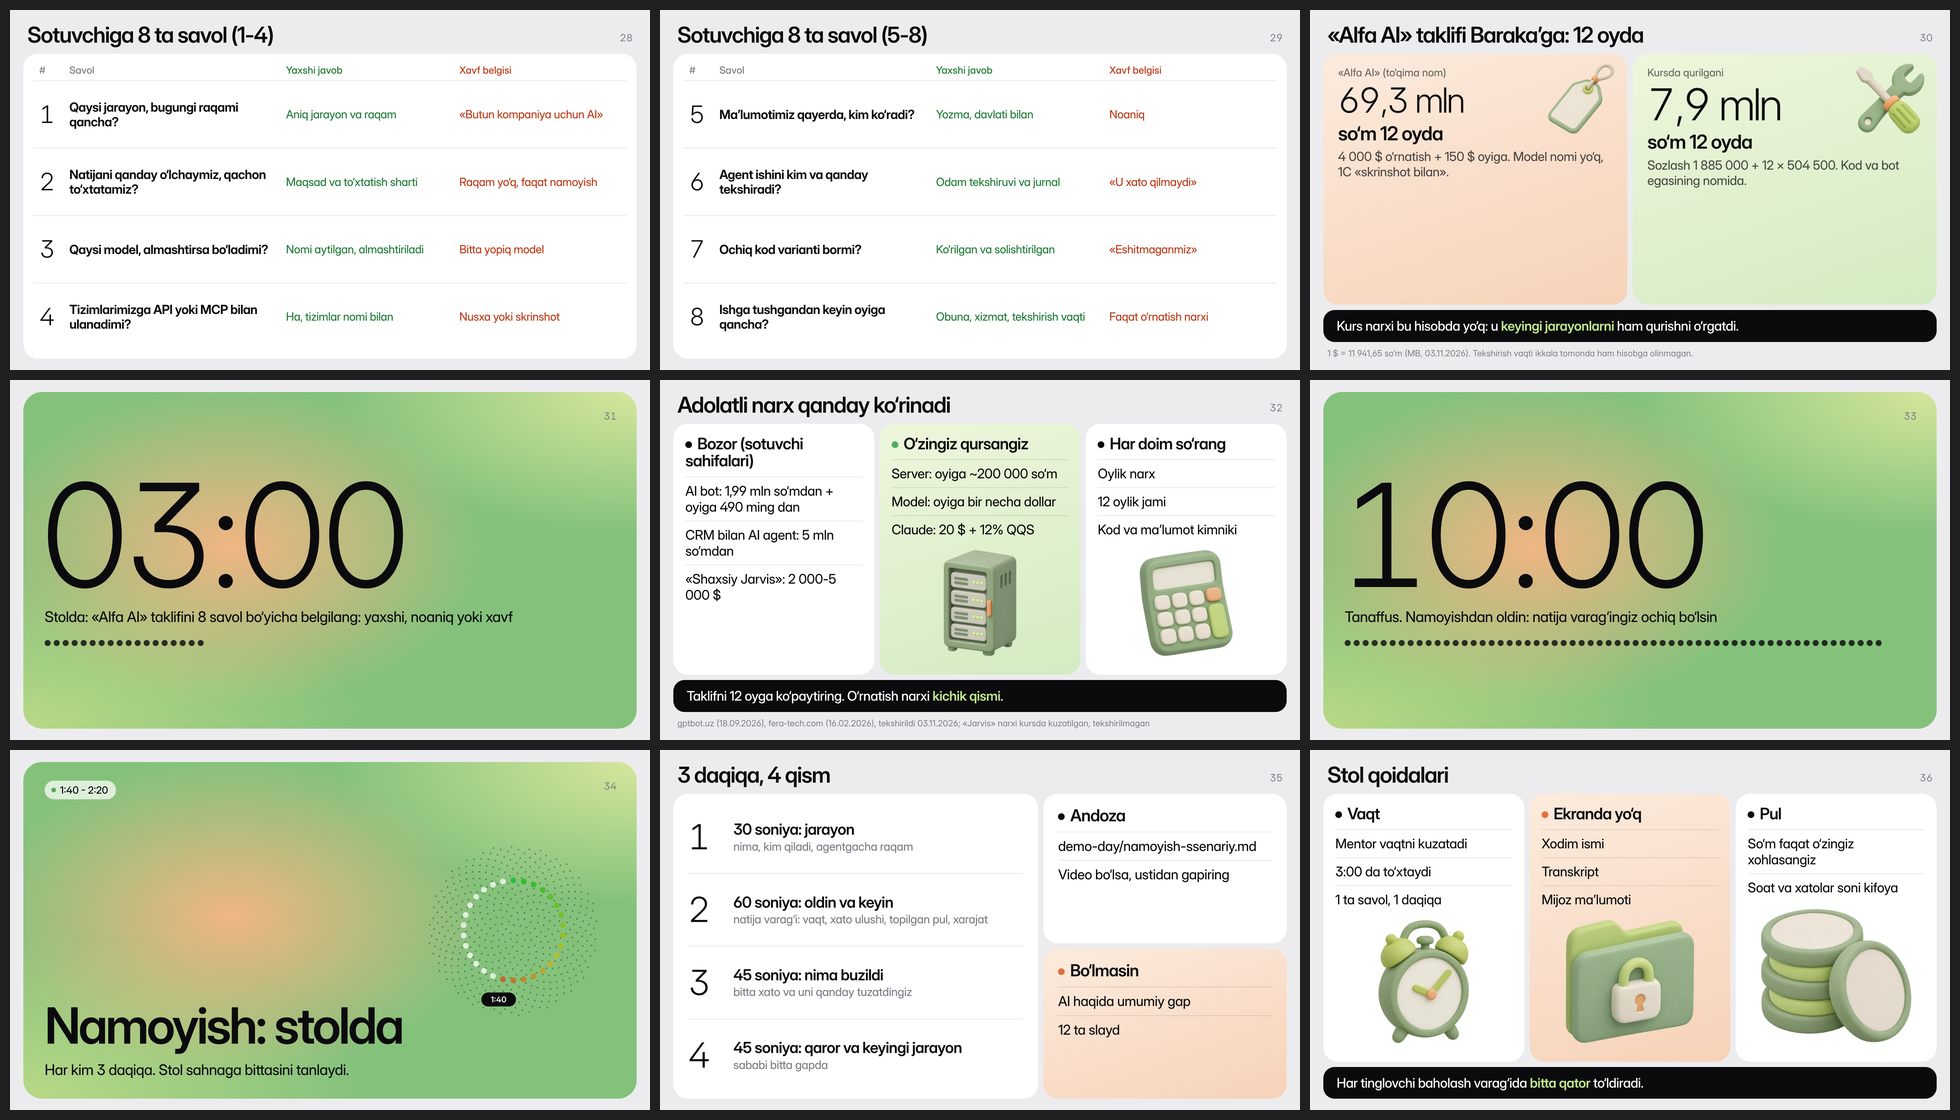 Sotuvchiga 8 ta savol (1-4)
28
# Savol Yaxshi javob Xavf belgisi
1 Qaysi jarayon, bugungi raqami qancha? Aniq jarayon va raqam «Butun kompaniya uchun AI»
2 Natijani qanday o‘lchaymiz, qachon to‘xtatamiz? Maqsad va to‘xtatish sharti Raqam yo‘q, faqat namoyish
3 Qaysi model, almashtirsa bo‘ladimi? Nomi aytilgan, almashtiriladi Bitta yopiq model
4 Tizimlarimizga API yoki MCP bilan ulanadimi? Ha, tizimlar nomi bilan Nusxa yoki skrinshot
Sotuvchiga 8 ta savol (5-8)
29
# Savol Yaxshi javob Xavf belgisi
5 Ma’lumotimiz qayerda, kim ko‘radi? Yozma, davlati bilan Noaniq
6 Agent ishini kim va qanday tekshiradi? Odam tekshiruvi va jurnal «U xato qilmaydi»
7 Ochiq kod varianti bormi? Ko‘rilgan va solishtirilgan «Eshitmaganmiz»
8 Ishga tushgandan keyin oyiga qancha? Obuna, xizmat, tekshirish vaqti Faqat o‘rnatish narxi
«Alfa AI» taklifi Baraka’ga: 12 oyda
30
«Alfa AI» (to‘qima nom)
69,3 mln
so‘m 12 oyda
4 000 $ o‘rnatish + 150 $ oyiga. Model nomi yo‘q,
1C «skrinshot bilan».
Kursda qurilgani
7,9 mln
so‘m 12 oyda
Sozlash 1 885 000 + 12 × 504 500. Kod va bot
egasining nomida.
Kurs narxi bu hisobda yo‘q: u keyingi jarayonlarni ham qurishni o‘rgatdi.
1 $ = 11 941,65 so‘m (MB, 03.11.2026). Tekshirish vaqti ikkala tomonda ham hisobga olinmagan.
31
03:00
Stolda: «Alfa AI» taklifini 8 savol bo‘yicha belgilang: yaxshi, noaniq yoki xavf
Adolatli narx qanday ko‘rinadi
32
Bozor (sotuvchi
sahifalari)
AI bot: 1,99 mln so‘mdan +
oyiga 490 ming dan
CRM bilan AI agent: 5 mln
so‘mdan
«Shaxsiy Jarvis»: 2 000-5
000 $
O‘zingiz qursangiz
Server: oyiga ~200 000 so‘m
Model: oyiga bir necha dollar
Claude: 20 $ + 12% QQS
Har doim so‘rang
Oylik narx
12 oylik jami
Kod va ma’lumot kimniki
Taklifni 12 oyga ko‘paytiring. O‘rnatish narxi kichik qismi.
gptbot.uz (18.09.2026), fera-tech.com (16.02.2026), tekshirildi 03.11.2026; «Jarvis» narxi kursda kuzatilgan, tekshirilmagan
33
10:00
Tanaffus. Namoyishdan oldin: natija varag‘ingiz ochiq bo‘lsin
1:40 - 2:20
34
1:40
Namoyish: stolda
Har kim 3 daqiqa. Stol sahnaga bittasini tanlaydi.
3 daqiqa, 4 qism
35
1 30 soniya: jarayon
nima, kim qiladi, agentgacha raqam
2 60 soniya: oldin va keyin
natija varag‘i: vaqt, xato ulushi, topilgan pul, xarajat
3 45 soniya: nima buzildi
bitta xato va uni qanday tuzatdingiz
4 45 soniya: qaror va keyingi jarayon
sababi bitta gapda
Andoza
demo-day/namoyish-ssenariy.md
Video bo‘lsa, ustidan gapiring
Bo‘lmasin
AI haqida umumiy gap
12 ta slayd
Stol qoidalari
36
Vaqt
Mentor vaqtni kuzatadi
3:00 da to‘xtaydi
1 ta savol, 1 daqiqa
Ekranda yo‘q
Xodim ismi
Transkript
Mijoz ma’lumoti
Pul
So‘m faqat o‘zingiz
xohlasangiz
Soat va xatolar soni kifoya
Har tinglovchi baholash varag‘ida bitta qator to‘ldiradi.